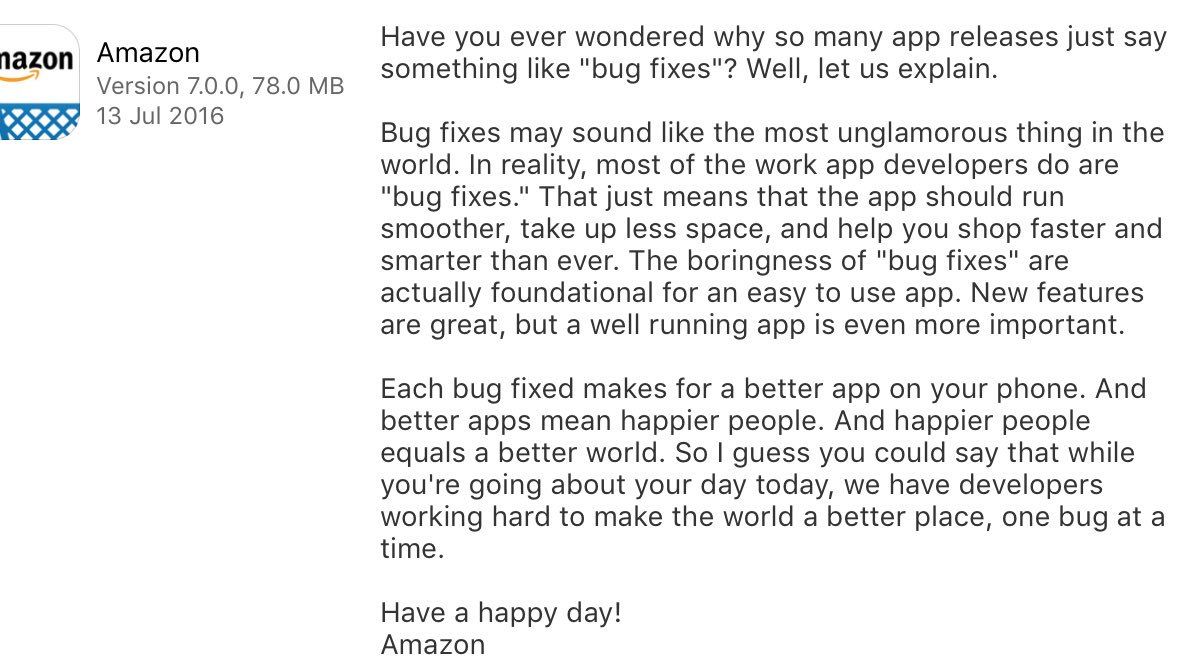 mazon
Amazon
Version 7.0.0, 78.0 MB
13 Jul 2016
Have you ever wondered why so many app releases just say
something like "bug fixes"? Well, let us explain.
Bug fixes may sound like the most unglamorous thing in the
world. In reality, most of the work app developers do are
"bug fixes." That just means that the app should run
smoother, take up less space, and help you shop faster and
smarter than ever. The boringness of "bug fixes" are
actually foundational for an easy to use app. New features
are great, but a well running app is even more important.
Each bug fixed makes for a better app on your phone. And
better apps mean happier people. And happier people
equals a better world. So I guess you could say that while
you're going about your day today, we have developers
working hard to make the world a better place, one bug at a
time.
Have a happy day!
Amazon